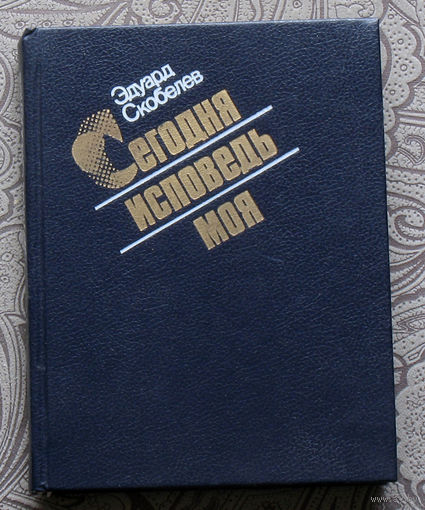 Эдуард
Скобелев
Сегодня
исповедь
моя